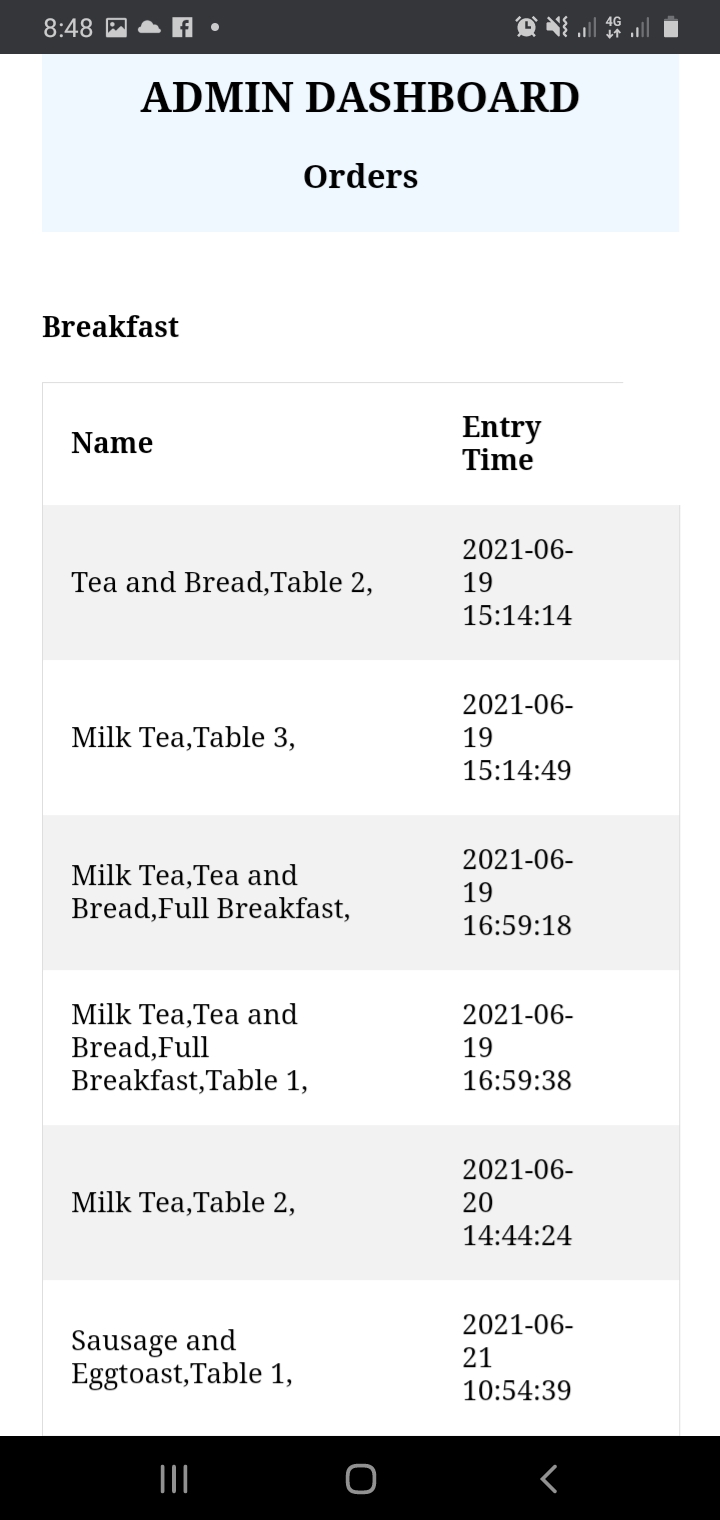 8:48
4G
ADMIN DASHBOARD
Orders
Breakfast
Name
Entry
Time
Tea and Bread,Table 2,
2021-06-
19
15:14:14
Milk Tea,Table 3,
2021-06-
19
15:14:49
Milk Tea,Tea and
Bread,Full Breakfast,
2021-06-
19
16:59:18
Milk Tea,Tea and
Bread,Full
Breakfast,Table 1,
2021-06-
19
16:59:38
Milk Tea,Table 2,
2021-06-
20
14:44:24
Sausage and
Eggtoast,Table 1,
2021-06-
21
10:54:39